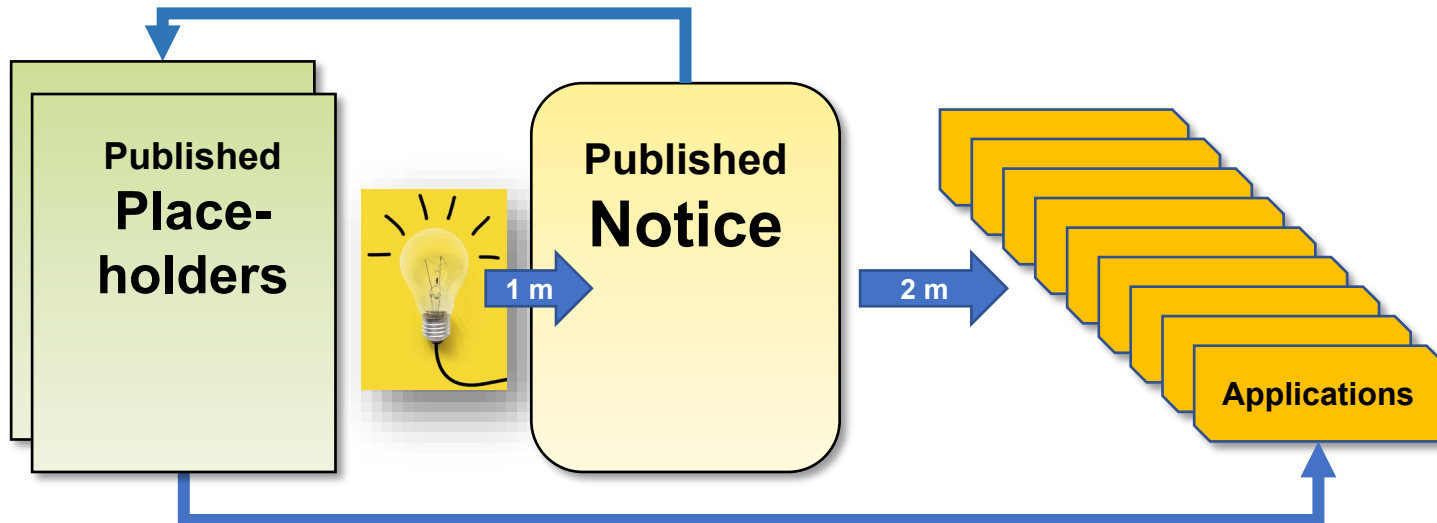 Published
Place-
holders
1 m
Published
Notice
2 m
Applications